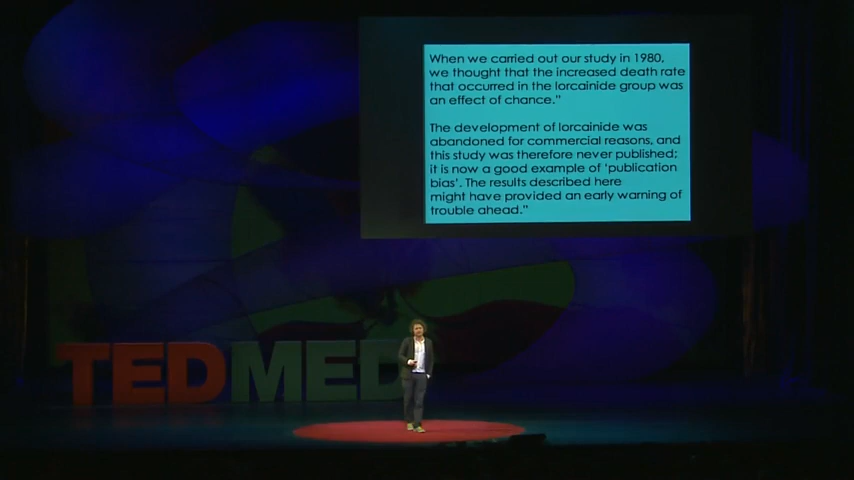 When we carried out our study in 1980,
we thought that the increased death rate
that occurred in the lorcainide group was
an effect of chance."
The development of lorcainide was
abandoned for commercial reasons, and
this study was therefore never published;
it is now a good example of 'publication
bias'. The results described here
might have provided an early warning of
trouble ahead."
TEDMED